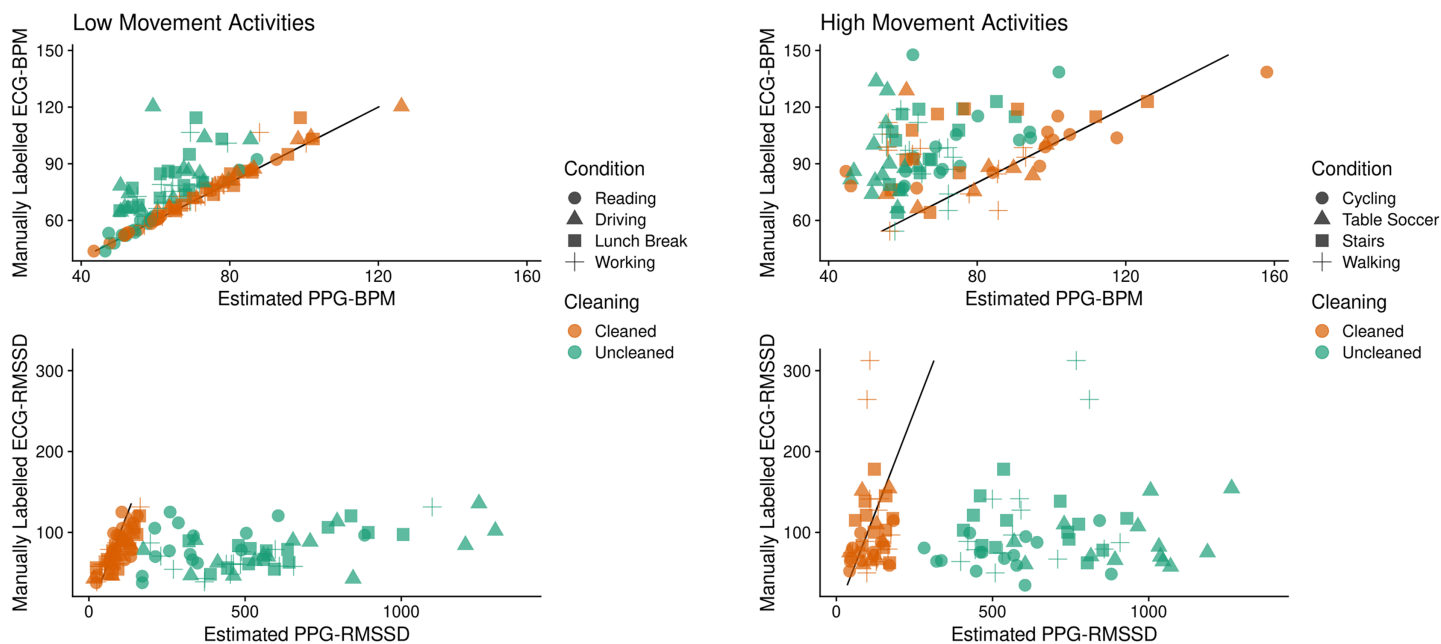 Low Movement Activities
Manually Labelled ECG-BPM
150
120
90
60
40
80
120
160
Estimated PPG-BPM
Manually Labelled ECG-RMSSD
300
200
100
0
500
1000
Estimated PPG-RMSSD
Condition
Reading
Driving
Lunch Break
Working
Cleaning
Cleaned
Uncleaned
High Movement Activities
Manually Labelled ECG-BPM
150
120
90
60
40
80
120
160
Estimated PPG-BPM
Manually Labelled ECG-RMSSD
300
200
100
0
500
1000
Estimated PPG-RMSSD
Condition
Cycling
Table Soccer
Stairs
Walking
Cleaning
Cleaned
Uncleaned